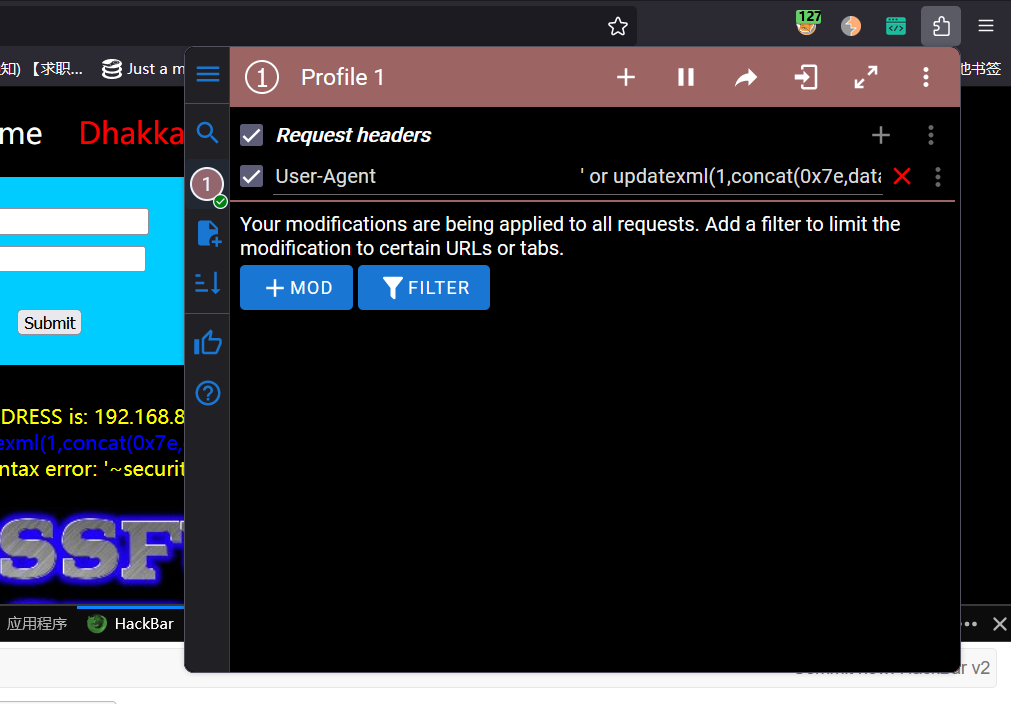 127
知) 【求职...
Just a m
他书签
1 Profile 1
me Dhakka
Request headers
1
User-Agent ' or updatexml(1,concat(0x7e,data
Your modifications are being applied to all requests. Add a filter to limit the
modification to certain URLs or tabs.
MOD FILTER
Submit
DRESS is: 192.168.8
exml(1,concat(0x7e,
ntax error: '~securit
SSF
应用程序 HackBar
r v2